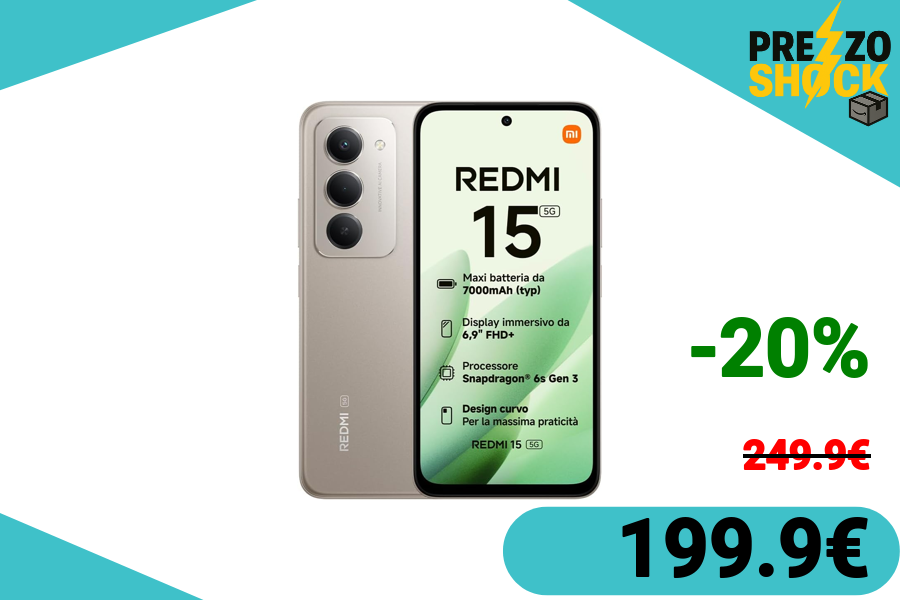 PREZZO
SHOCK
REDMI
15 5G
Maxi batteria da
7000mAh (typ)
Display immersivo da
6,9" FHD+
Processore
Snapdragon® 6s Gen 3
Design curvo
Per la massima praticità
REDMI 15 5G
REDMI 5G
-20%
249.9€
199.9€